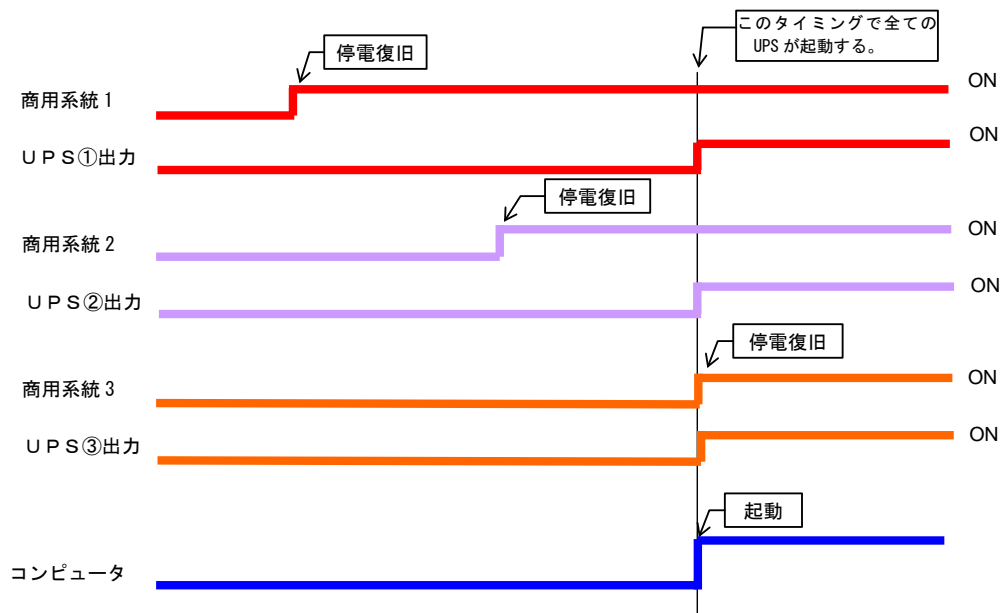 このタイミングで全ての
UPSが起動する。
停電復旧
商用系統1
ON
UPS①出力
ON
停電復旧
商用系統2
ON
UPS②出力
ON
停電復旧
商用系統3
ON
UPS③出力
ON
起動
コンピュータ